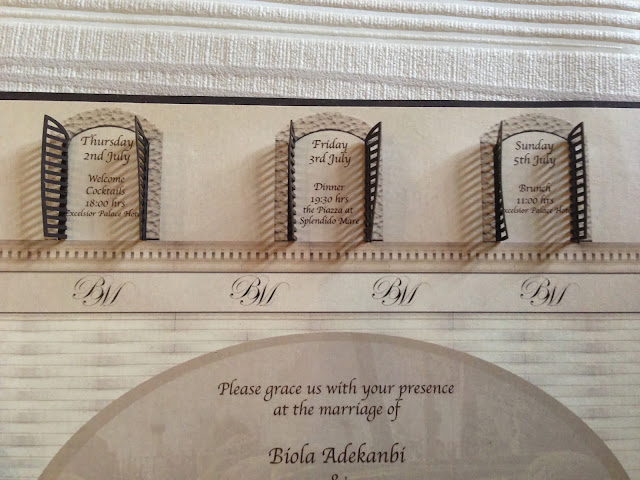 Thursday
2nd July
Welcome
Cocktails
18:00 hrs
Excelsior Palace Hotel
Friday
3rd July
Dinner
19:30 hrs
the Piazza at
Splendido Mare
Sunday
5th July
Brunch
11:00 hrs
Excelsior Palace Hotel
BM BM BM BM
Please grace us with your presence
at the marriage of
Biola Adekanbi
&